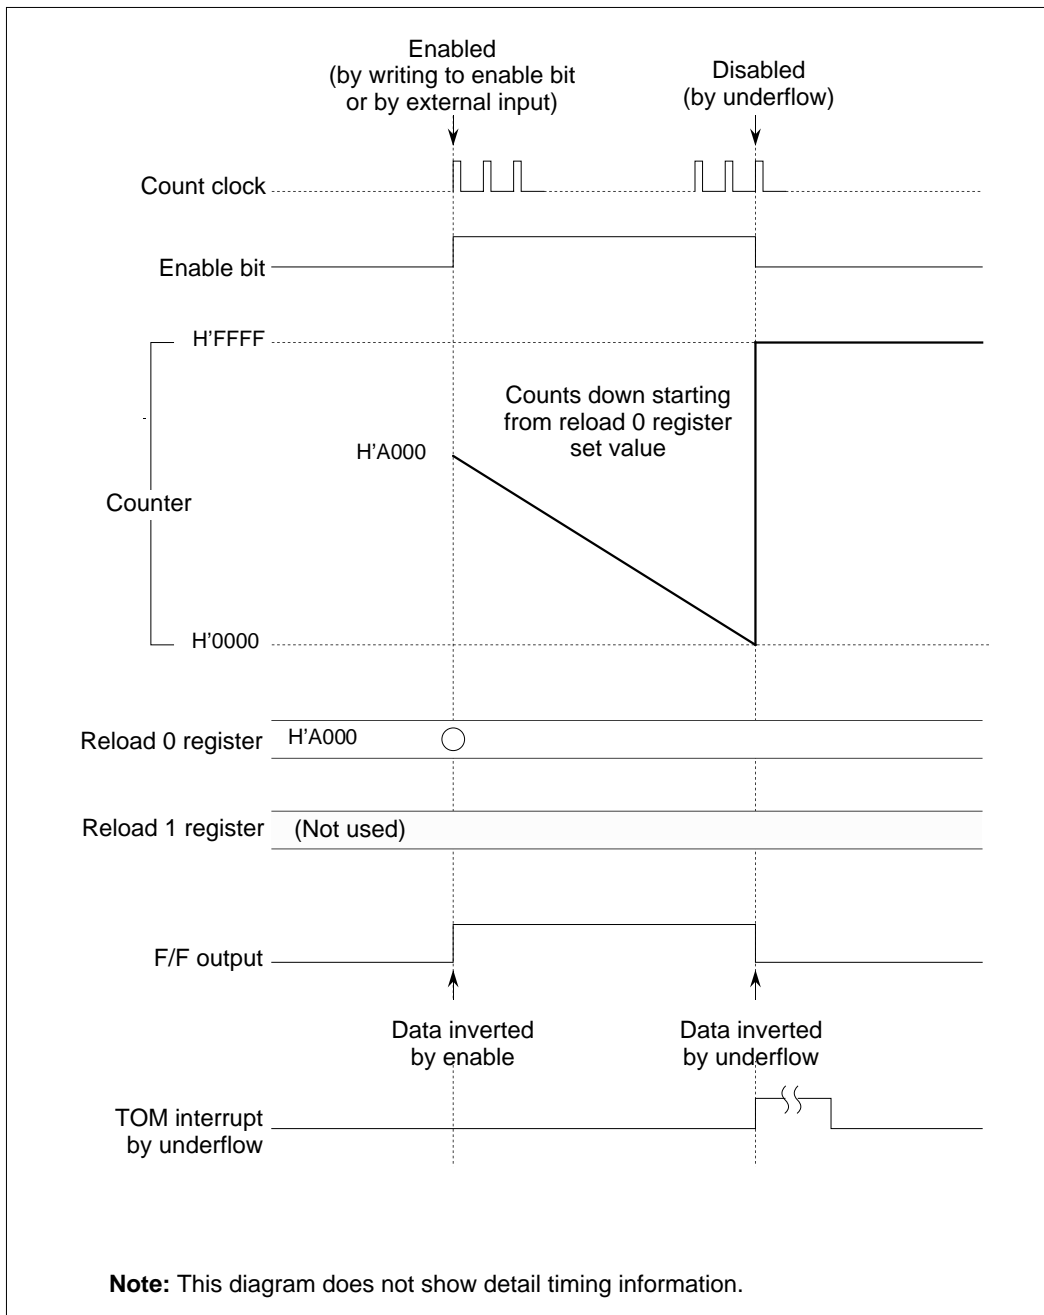 Enabled
(by writing to enable bit
or by external input)
Disabled
(by underflow)
Count clock
Enable bit
H’FFFF
Counts down starting
from reload 0 register
set value
H’A000
Counter
H’0000
Reload 0 register
H’A000
Reload 1 register
(Not used)
F/F output
Data inverted
by enable
Data inverted
by underflow
TOM interrupt
by underflow
Note: This diagram does not show detail timing information.